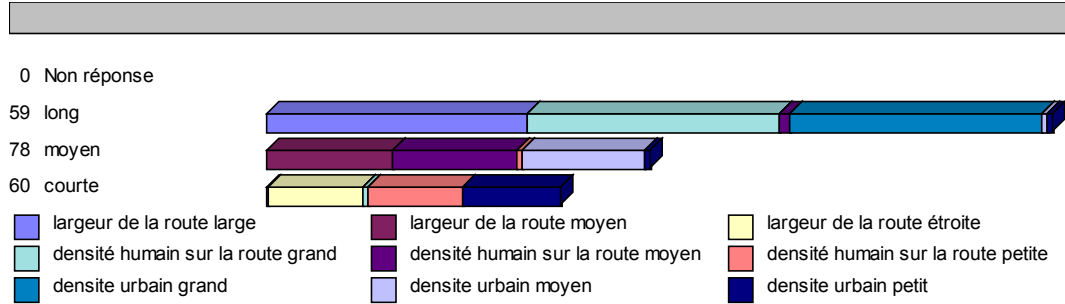 0 Non réponse
59 long
78 moyen
60 courte
largeur de la route large largeur de la route moyen largeur de la route étroite
densité humain sur la route grand densité humain sur la route moyen densité humain sur la route petite
densite urbain grand densite urbain moyen densite urbain petit